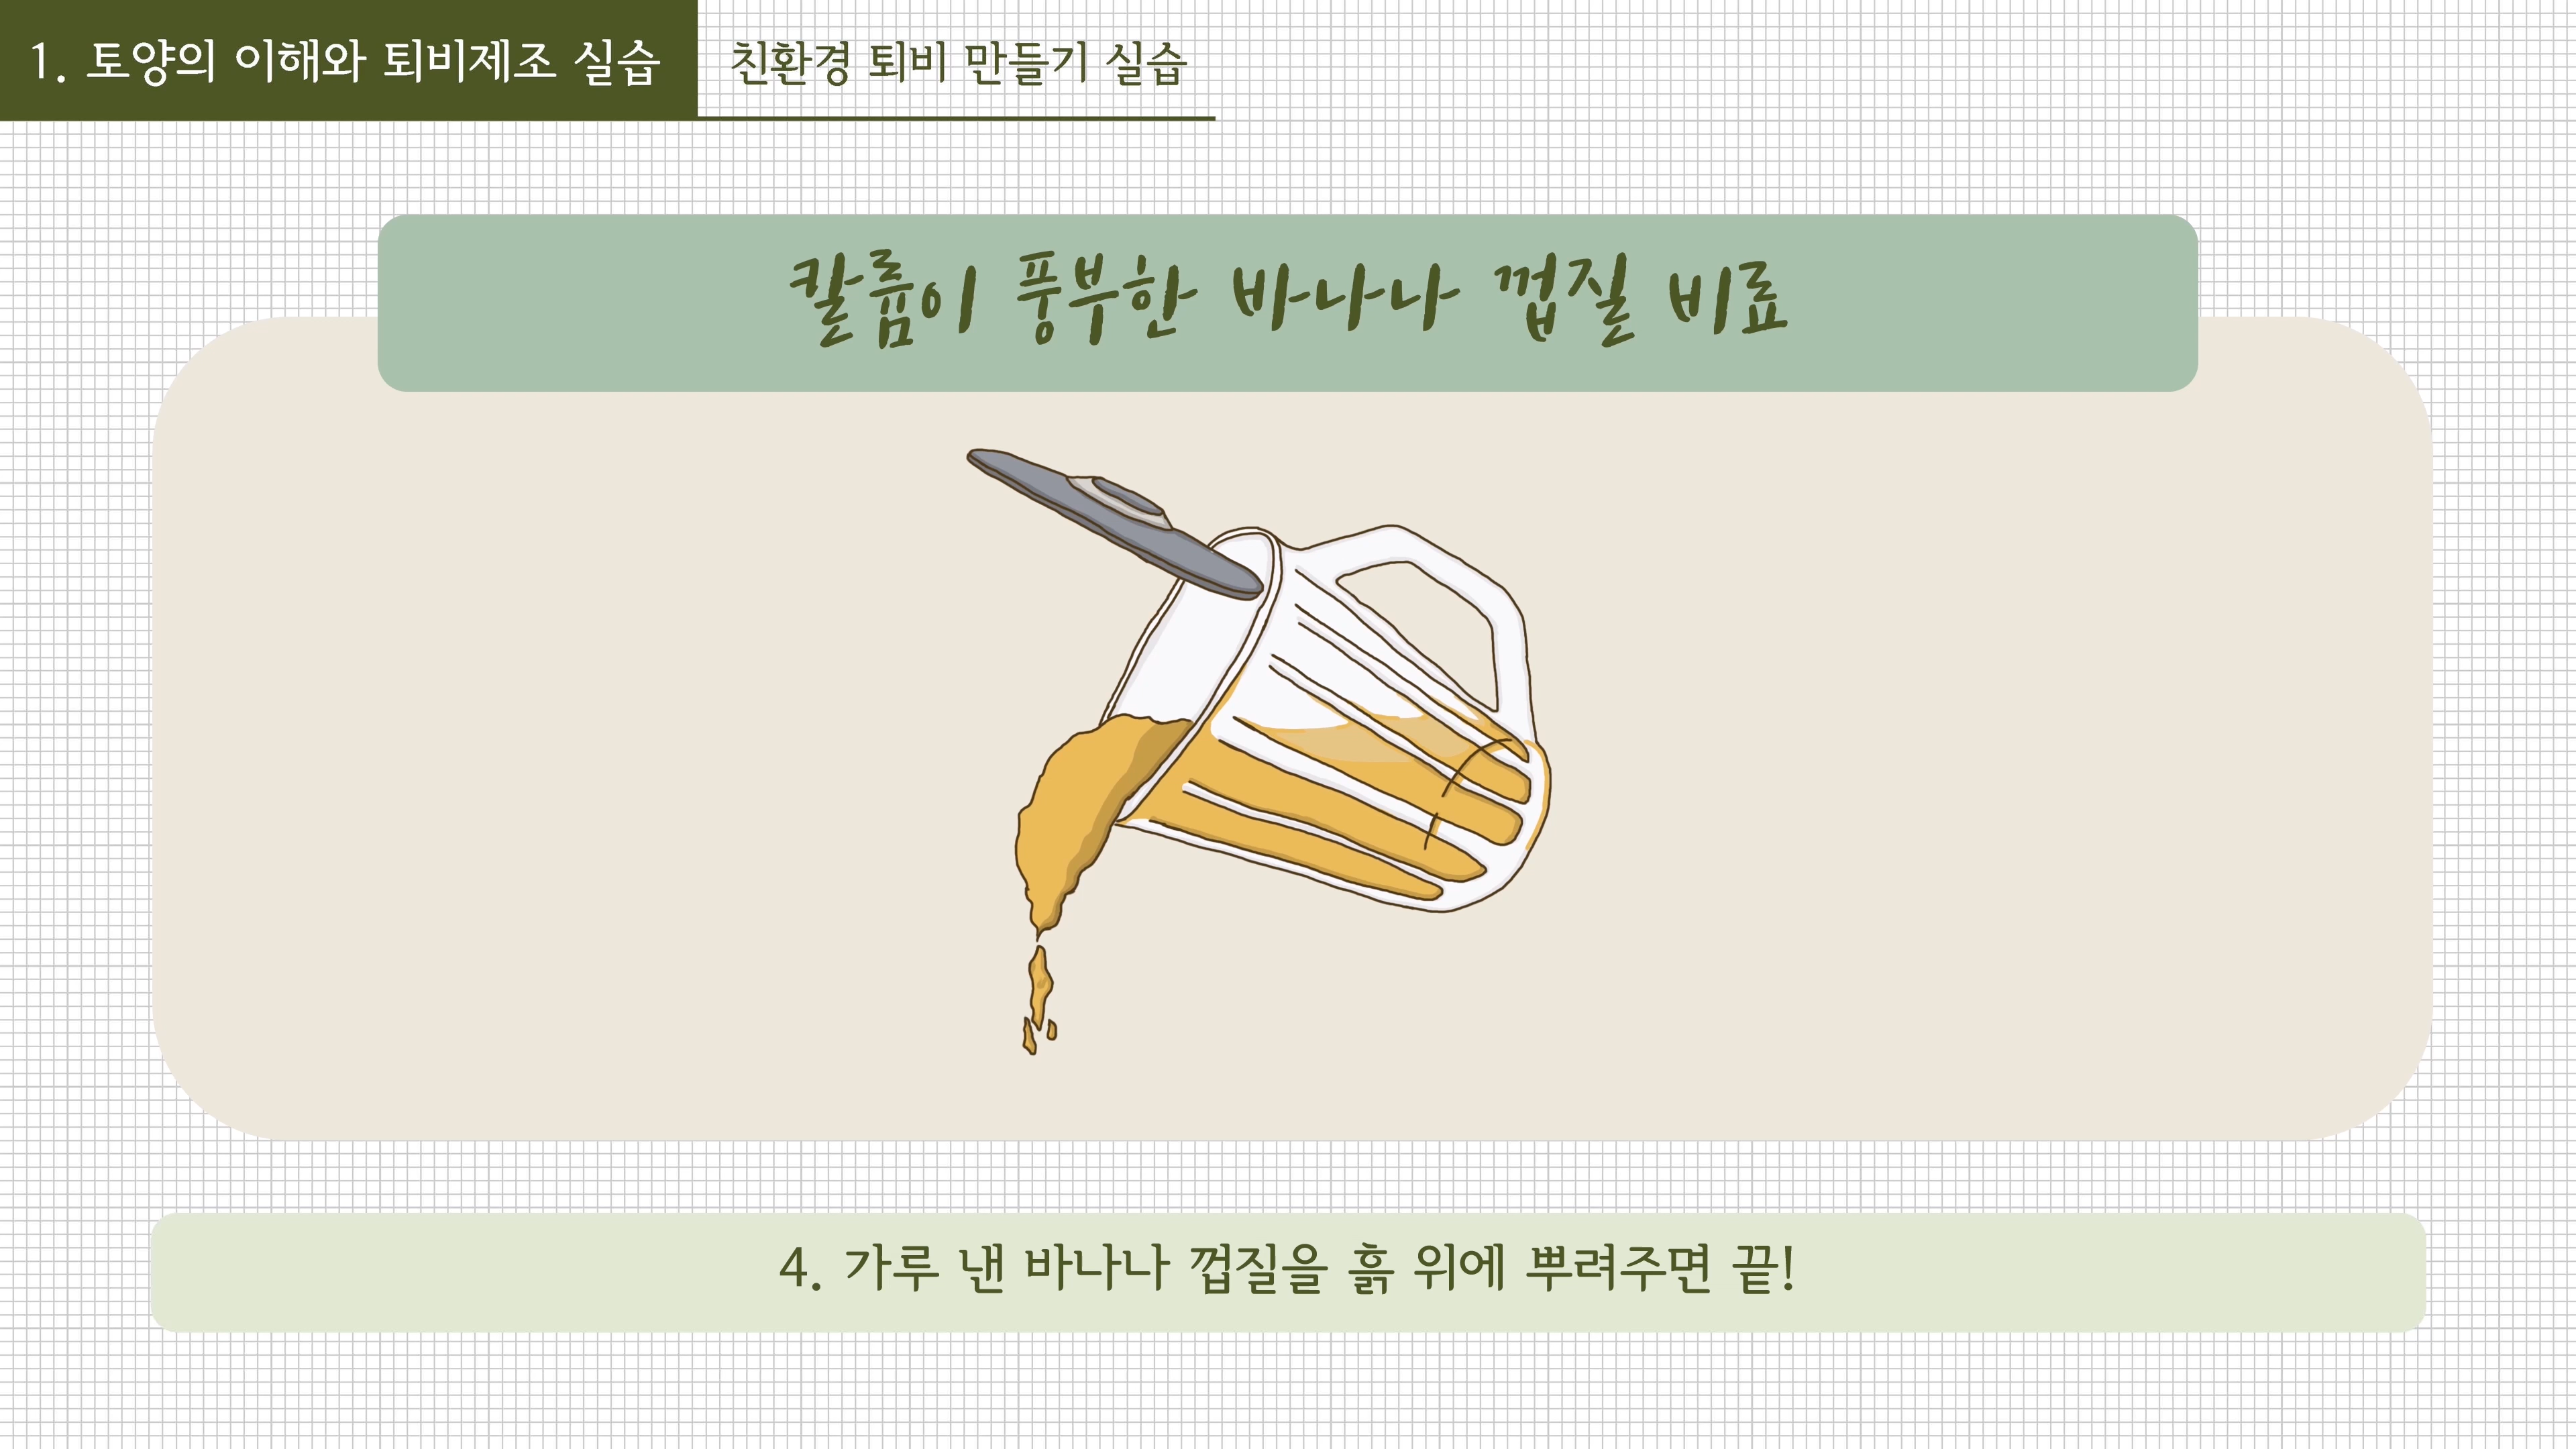 1. 토양의 이해와 퇴비제조 실습
친환경 퇴비 만들기 실습
칼륨이 풍부한 바나나 껍질 비료
4. 가루 낸 바나나 껍질을 흙 위에 뿌려주면 끝!